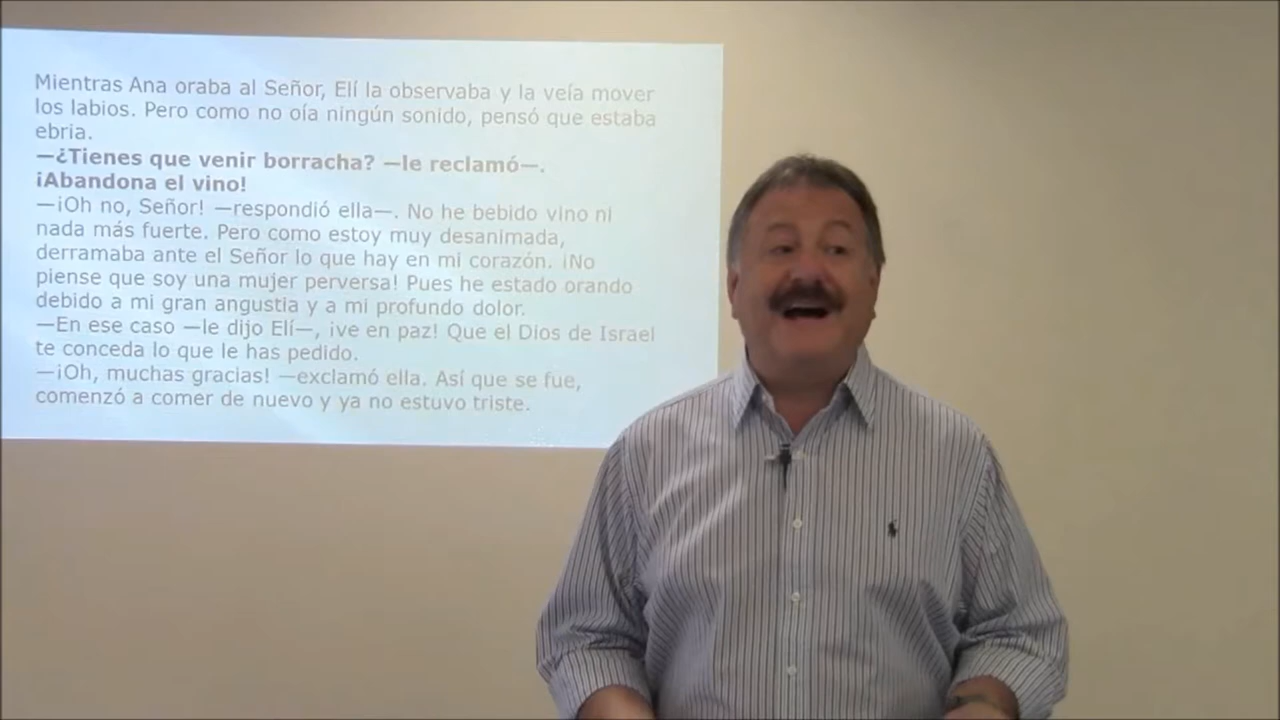 Mientras Ana oraba al Señor, Elí la observaba y la veía mover
los labios. Pero como no oía ningún sonido, pensó que estaba
ebria.
—¿Tienes que venir borracha? —le reclamó—.
¡Abandona el vino!
—¡Oh no, Señor! —respondió ella—. No he bebido vino ni
nada más fuerte. Pero como estoy muy desanimada,
derramaba ante el Señor lo que hay en mi corazón. ¡No
piense que soy una mujer perversa! Pues he estado orando
debido a mi gran angustia y a mi profundo dolor.
—En ese caso —le dijo Elí—, ¡ve en paz! Que el Dios de Israel
te conceda lo que le has pedido.
—¡Oh, muchas gracias! —exclamó ella. Así que se fue,
comenzó a comer de nuevo y ya no estuvo triste.